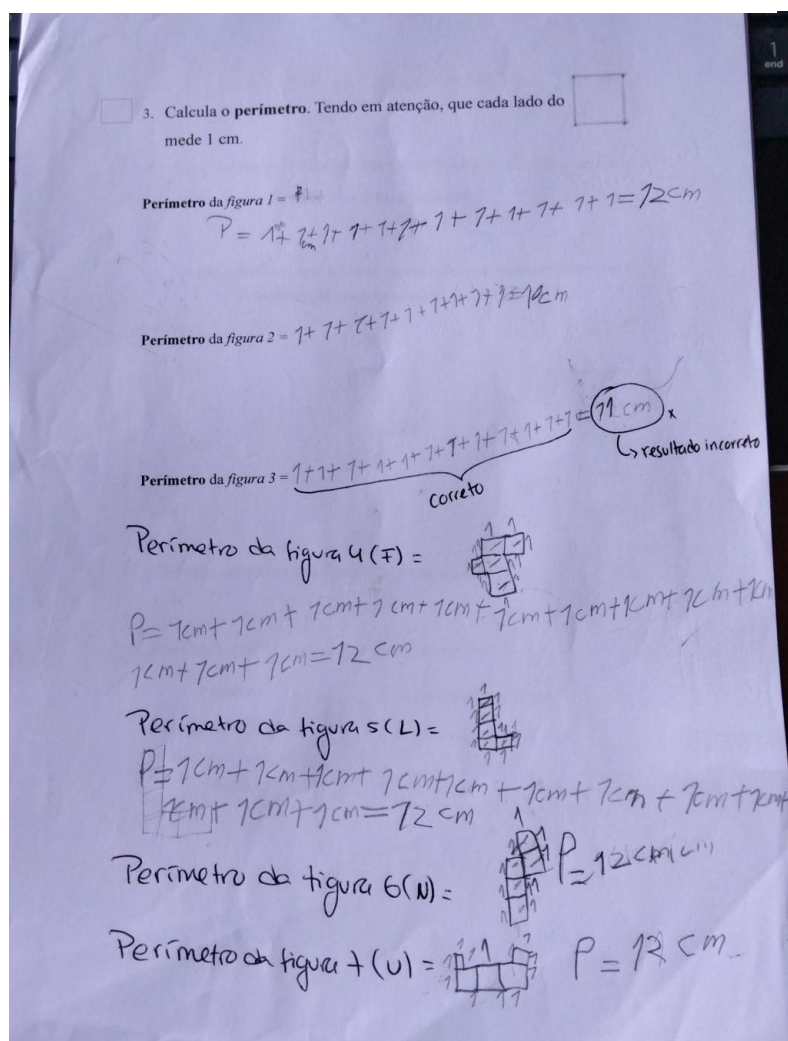 1
end
3. Calcula o perímetro. Tendo em atenção, que cada lado do
mede 1 cm.
Perímetro da figura 1 =
P = 1+ 1+ 1+ 1+ 1+1+ 1+ 1+ 1+ 1+ 1+ 1 = 12 cm
cm
Perímetro da figura 2 = 1+ 1+ 1+1+1+1+1+1+1+1=10cm
Perímetro da figura 3 = 1+1+1+1+1+1+1+1+1+1+1+1 = 11 cm x
correto
resultado incorreto
Perímetro da figura 4 (F) =
P= 1cm+1cm+1cm+1cm+1cm+1cm+1cm+1cm+1cm+1cm
1cm+1cm+1cm=12 cm
Perímetro da figura 5 (L) =
P=1cm+1cm+1cm+1cm+1cm+1cm+1cm+1cm+1cm+
1cm+1cm+1cm=12 cm
Perímetro da figura 6 (N) =
P=12cm
Perímetro da figura 7 (U) =
P = 12 cm